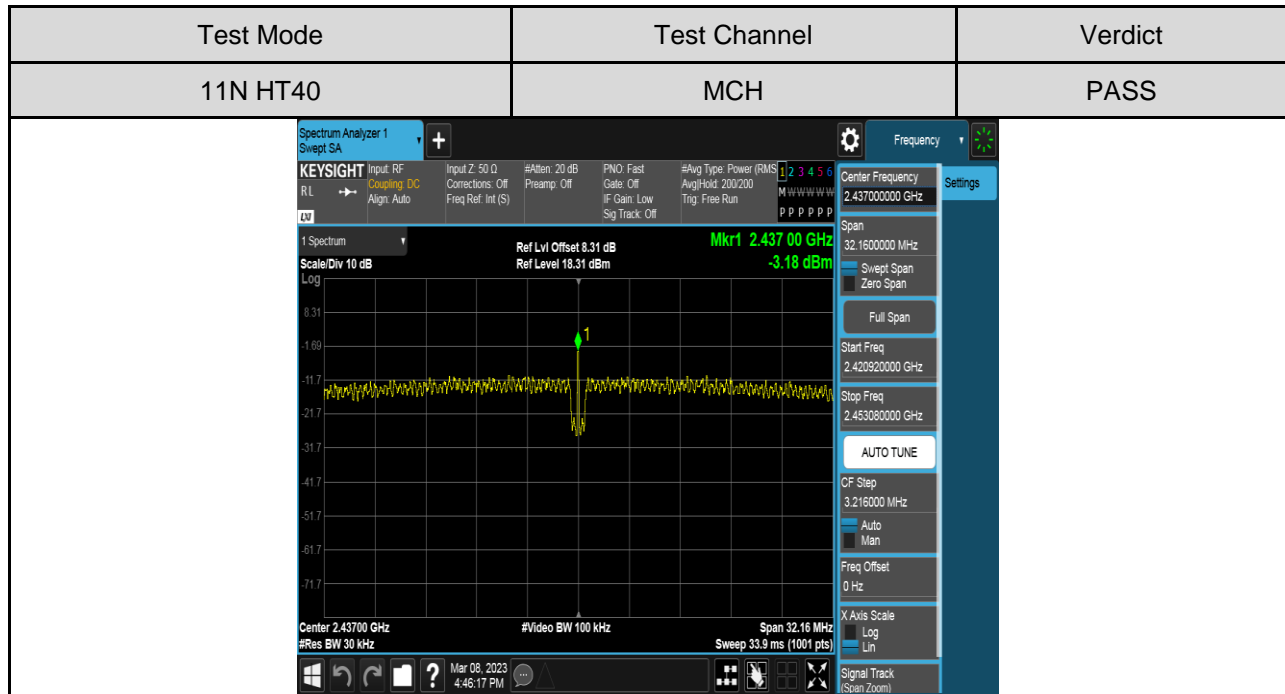 Test Mode Test Channel Verdict
11N HT40 MCH PASS
Spectrum Analyzer 1
Swept SA
+
Frequency
KEYSIGHT Input: RF Input Z: 50 Ω #Atten: 20 dB PNO: Fast #Avg Type: Power (RMS 1 2 3 4 5 6
RL Coupling: DC Corrections: Off Preamp: Off Gate: Off Avg|Hold: 200/200 M W W W W W
Align: Auto Freq Ref: Int (S) IF Gain: Low Trig: Free Run
LXI Sig Track: Off P P P P P P
1 Spectrum Ref Lvl Offset 8.31 dB Mkr1 2.437 00 GHz
Scale/Div 10 dB Ref Level 18.31 dBm -3.18 dBm
Log
8.31
-1.69
-11.7
-21.7
-31.7
-41.7
-51.7
-61.7
-71.7
1
Center 2.43700 GHz #Video BW 100 kHz Span 32.16 MHz
#Res BW 30 kHz Sweep 33.9 ms (1001 pts)
? Mar 08, 2023
4:46:17 PM
Center Frequency
2.437000000 GHz
Settings
Span
32.1600000 MHz
Swept Span
Zero Span
Full Span
Start Freq
2.420920000 GHz
Stop Freq
2.453080000 GHz
AUTO TUNE
CF Step
3.216000 MHz
Auto
Man
Freq Offset
0 Hz
X Axis Scale
Log
Lin
Signal Track
(Span Zoom)